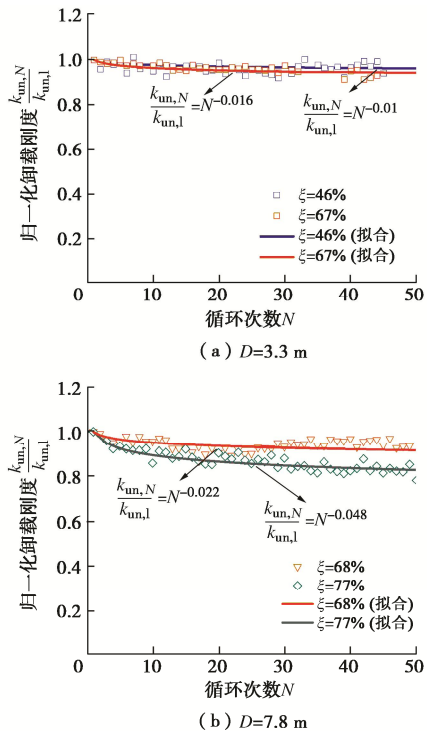 1.2
1.0
0.8
0.6
0.4
0.2
0
10
20
30
40
50
归一化卸载刚度 k_un,N/k_un,1
k_un,N/k_un,1=N^-0.016
k_un,N/k_un,1=N^-0.01
ξ=46%
ξ=67%
ξ=46% (拟合)
ξ=67% (拟合)
循环次数N
(a) D=3.3 m
1.2
1.0
0.8
0.6
0.4
0.2
0
10
20
30
40
50
归一化卸载刚度 k_un,N/k_un,1
k_un,N/k_un,1=N^-0.022
k_un,N/k_un,1=N^-0.048
ξ=68%
ξ=77%
ξ=68% (拟合)
ξ=77% (拟合)
循环次数N
(b) D=7.8 m